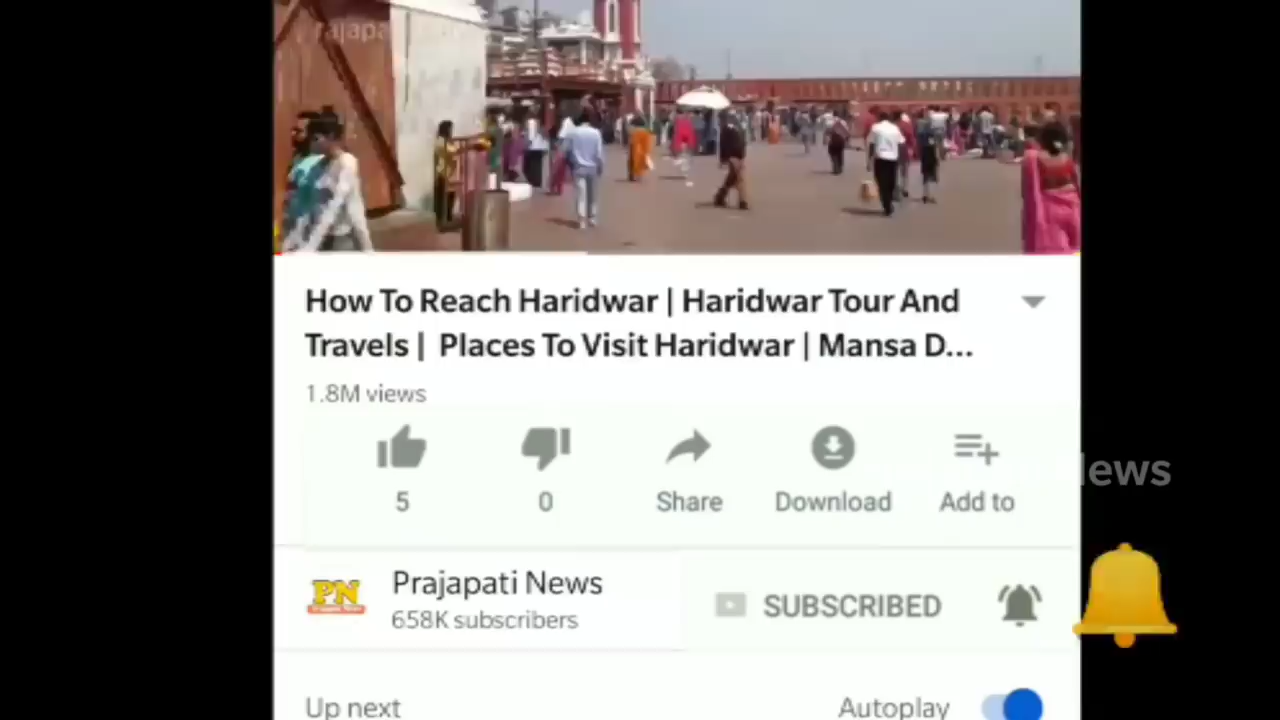 How To Reach Haridwar | Haridwar Tour And
Travels | Places To Visit Haridwar | Mansa D...
1.8M views
5
0
Share
Download
Add to
PN
Prajapati News
658K subscribers
SUBSCRIBED
Up next
Autoplay